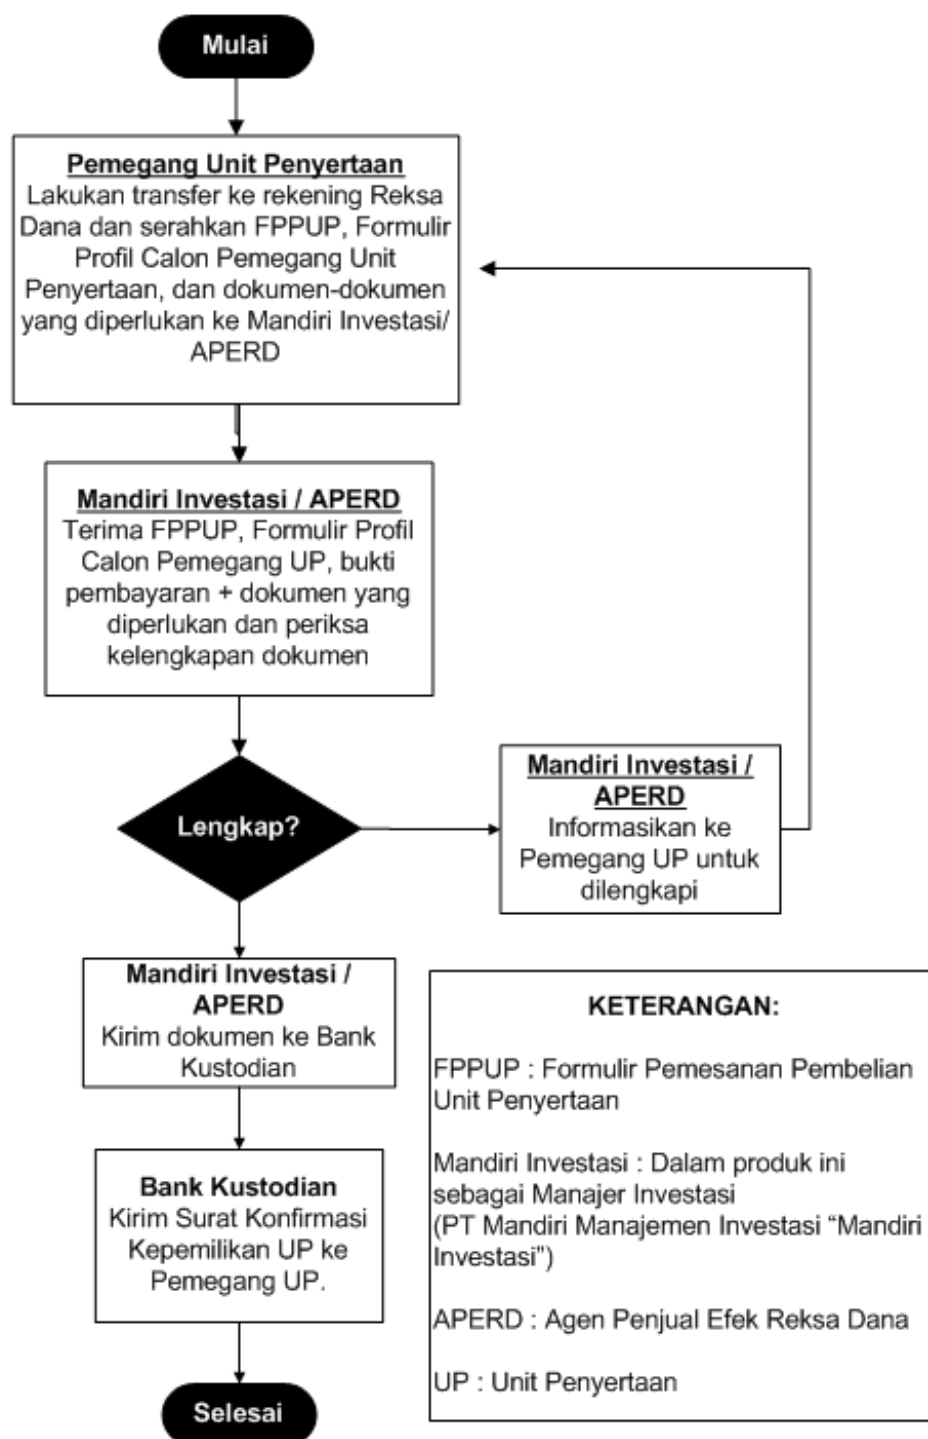 Mulai
Pemegang Unit Penyertaan
Lakukan transfer ke rekening Reksa
Dana dan serahkan FPPUP, Formulir
Profil Calon Pemegang Unit
Penyertaan, dan dokumen-dokumen
yang diperlukan ke Mandiri Investasi/
APERD
Mandiri Investasi / APERD
Terima FPPUP, Formulir Profil
Calon Pemegang UP, bukti
pembayaran + dokumen yang
diperlukan dan periksa
kelengkapan dokumen
Lengkap?
Mandiri Investasi /
APERD
Informasikan ke
Pemegang UP untuk
dilengkapi
Mandiri Investasi /
APERD
Kirim dokumen ke Bank
Kustodian
Bank Kustodian
Kirim Surat Konfirmasi
Kepemilikan UP ke
Pemegang UP.
Selesai
KETERANGAN:
FPPUP : Formulir Pemesanan Pembelian
Unit Penyertaan
Mandiri Investasi : Dalam produk ini
sebagai Manajer Investasi
(PT Mandiri Manajemen Investasi “Mandiri
Investasi”)
APERD : Agen Penjual Efek Reksa Dana
UP : Unit Penyertaan